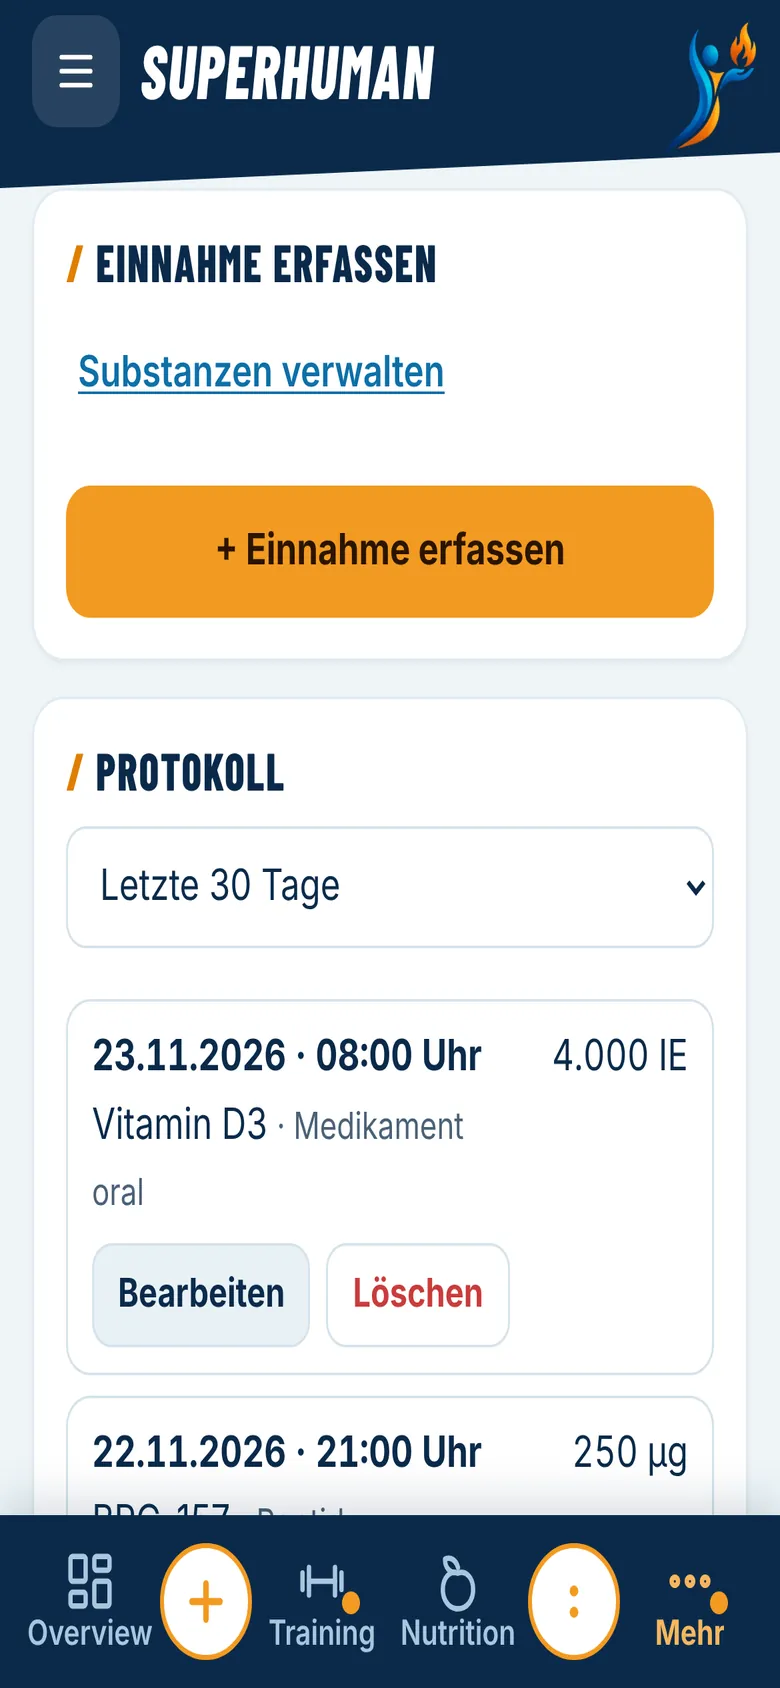 SUPERHUMAN
/ EINNAHME ERFASSEN
Substanzen verwalten
+ Einnahme erfassen
/ PROTOKOLL
Letzte 30 Tage
23.11.2026 · 08:00 Uhr 4.000 IE
Vitamin D3 · Medikament
oral
Bearbeiten Löschen
22.11.2026 · 21:00 Uhr 250 µg
Overview + Training Nutrition : Mehr